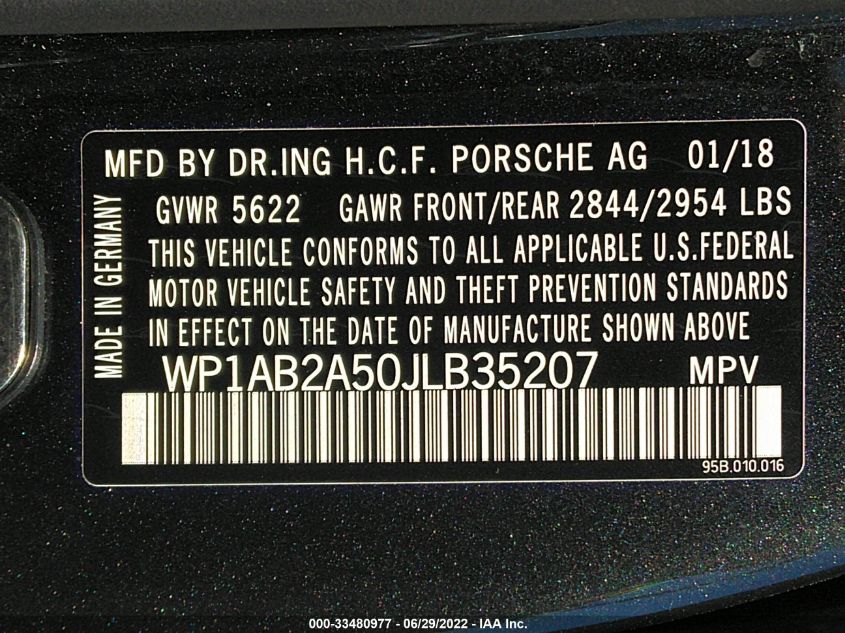 MFD BY DR.ING H.C.F. PORSCHE AG 01/18
GVWR 5622 GAWR FRONT/REAR 2844/2954 LBS
THIS VEHICLE CONFORMS TO ALL APPLICABLE U.S.FEDERAL
MOTOR VEHICLE SAFETY AND THEFT PREVENTION STANDARDS
IN EFFECT ON THE DATE OF MANUFACTURE SHOWN ABOVE
WP1AB2A50JLB35207 MPV
95B.010.016
MADE IN GERMANY
000-33480977 - 06/29/2022 - IAA Inc.